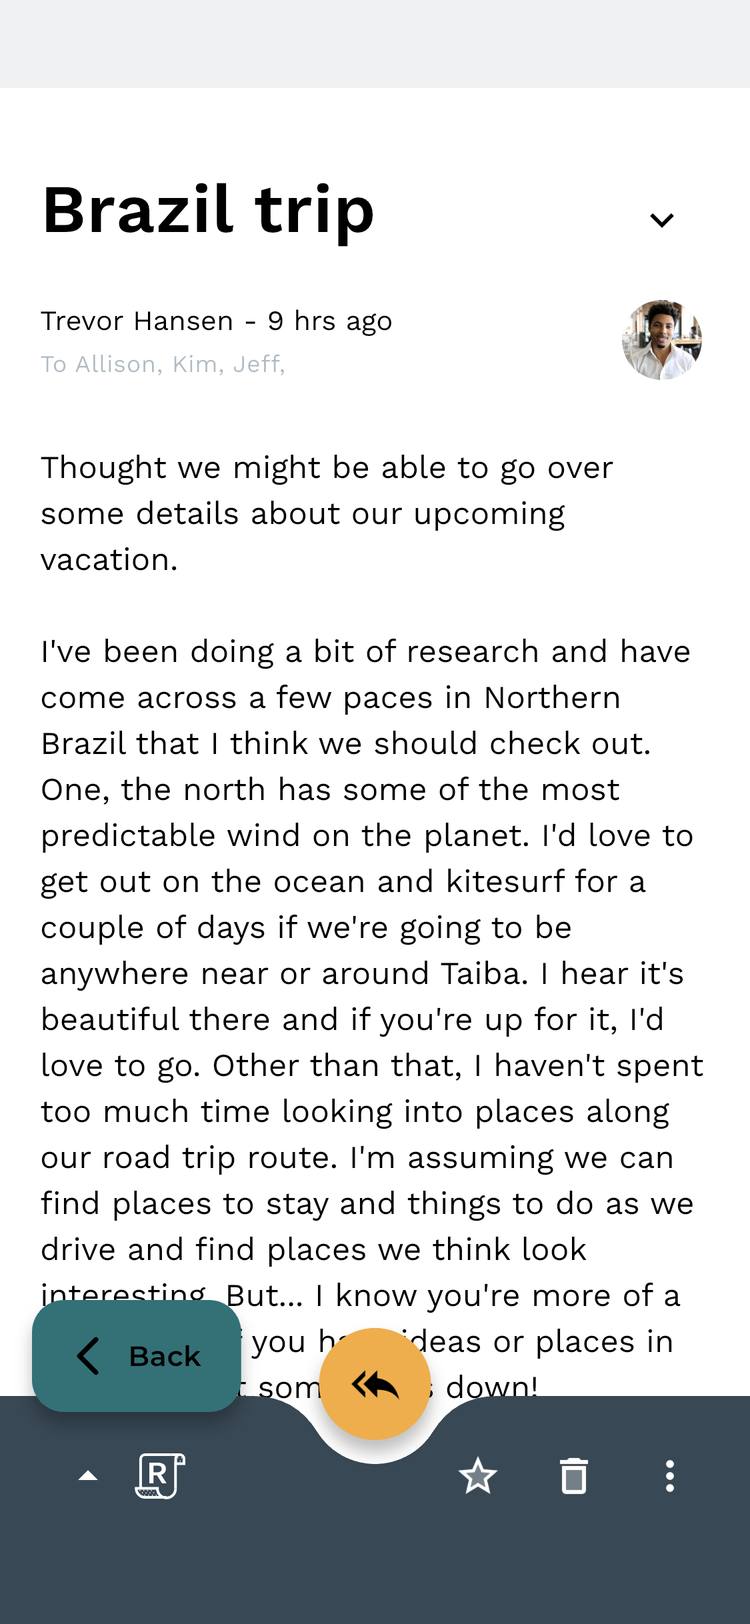 Brazil trip
Trevor Hansen - 9 hrs ago
To Allison, Kim, Jeff,
Thought we might be able to go over
some details about our upcoming
vacation.
I've been doing a bit of research and have
come across a few paces in Northern
Brazil that I think we should check out.
One, the north has some of the most
predictable wind on the planet. I'd love to
get out on the ocean and kitesurf for a
couple of days if we're going to be
anywhere near or around Taiba. I hear it's
beautiful there and if you're up for it, I'd
love to go. Other than that, I haven't spent
too much time looking into places along
our road trip route. I'm assuming we can
find places to stay and things to do as we
drive and find places we think look
interesting. But... I know you're more of a
you ideas or places in
down!
Back
R